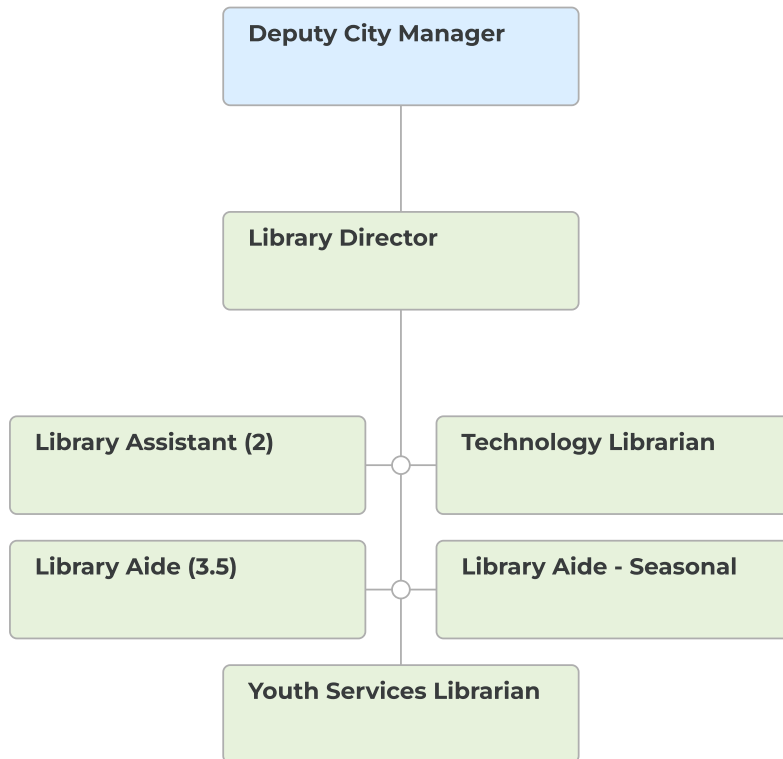 Deputy City Manager
Library Director
Library Assistant (2)
Technology Librarian
Library Aide (3.5)
Library Aide - Seasonal
Youth Services Librarian